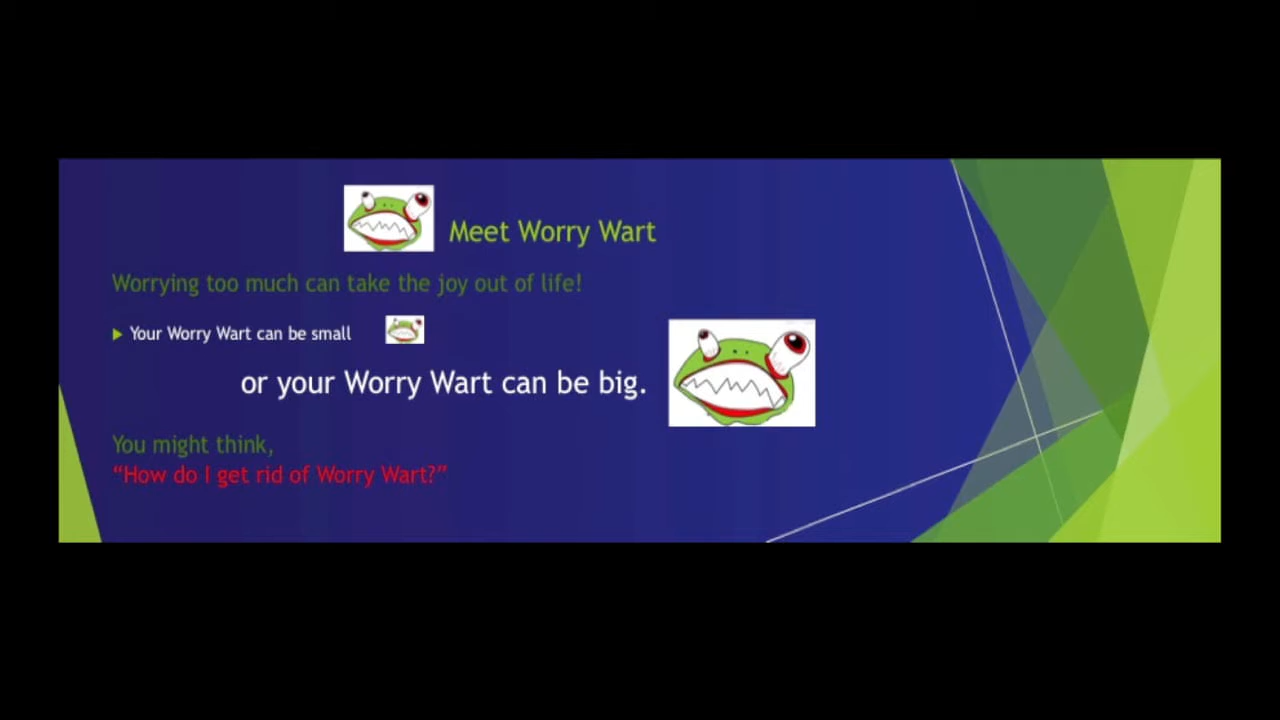 Meet Worry Wart
Worrying too much can take the joy out of life!
Your Worry Wart can be small
or your Worry Wart can be big.
You might think,
“How do I get rid of Worry Wart?”